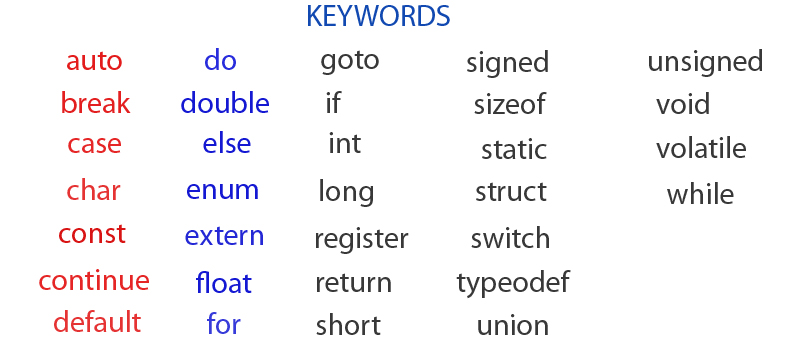 KEYWORDS
auto do goto signed unsigned
break double if sizeof void
case else int static volatile
char enum long struct while
const extern register switch
continue float return typeodef
default for short union